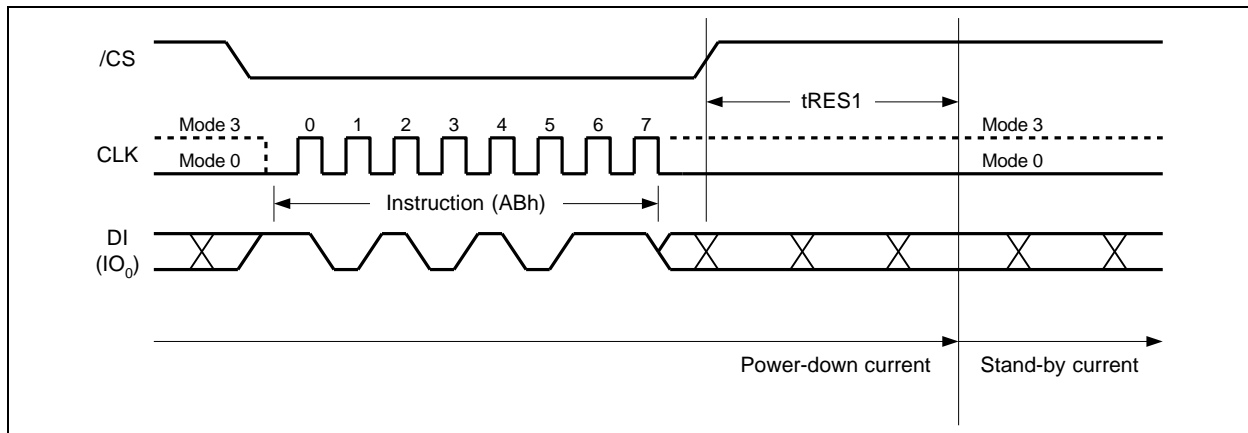 /CS
tRES1
Mode 3 0 1 2 3 4 5 6 7 Mode 3
CLK
Mode 0 Mode 0
Instruction (ABh)
DI
(IO0)
Power-down current Stand-by current